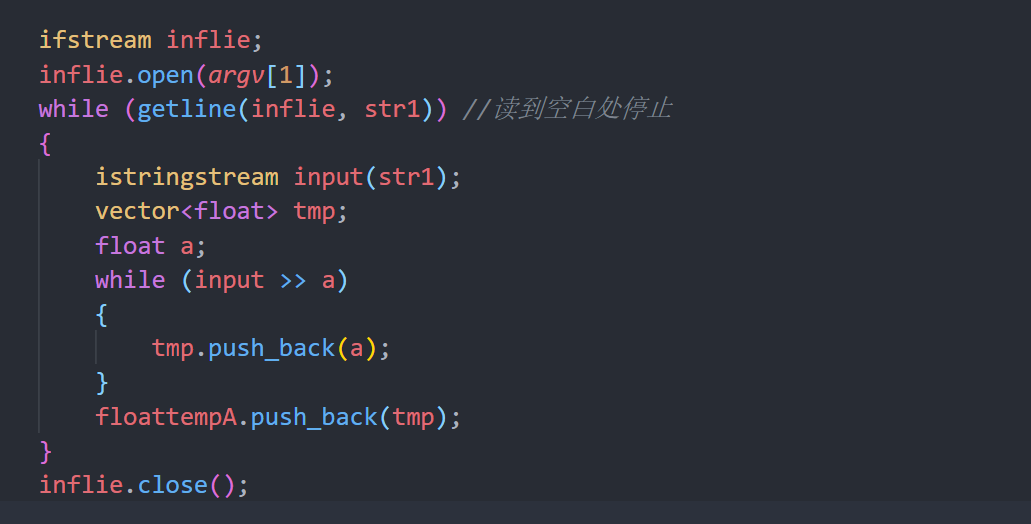 ifstream inflie;
inflie.open(argv[1]);
while (getline(inflie, str1)) //读到空白处停止
{
istringstream input(str1);
vector<float> tmp;
float a;
while (input >> a)
{
tmp.push_back(a);
}
floattempA.push_back(tmp);
}
inflie.close();